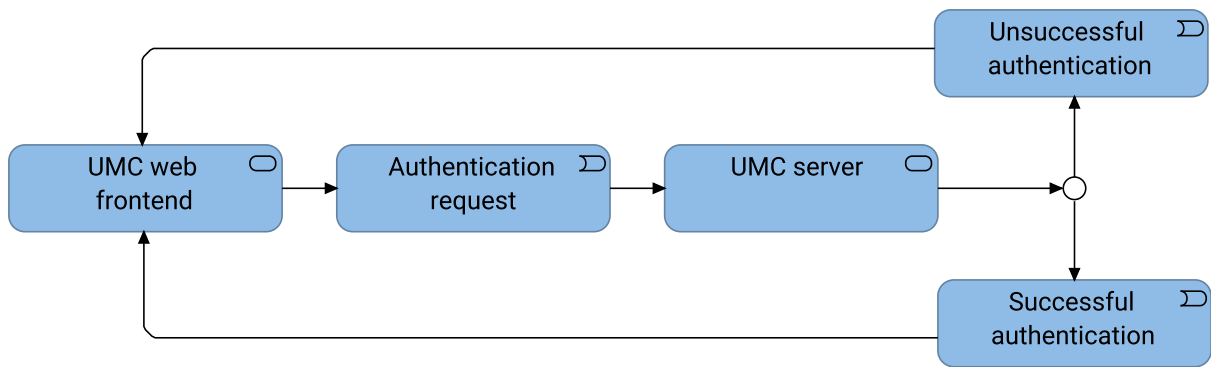 Unsuccessful
authentication
UMC web
frontend
Authentication
request
UMC server
Successful
authentication